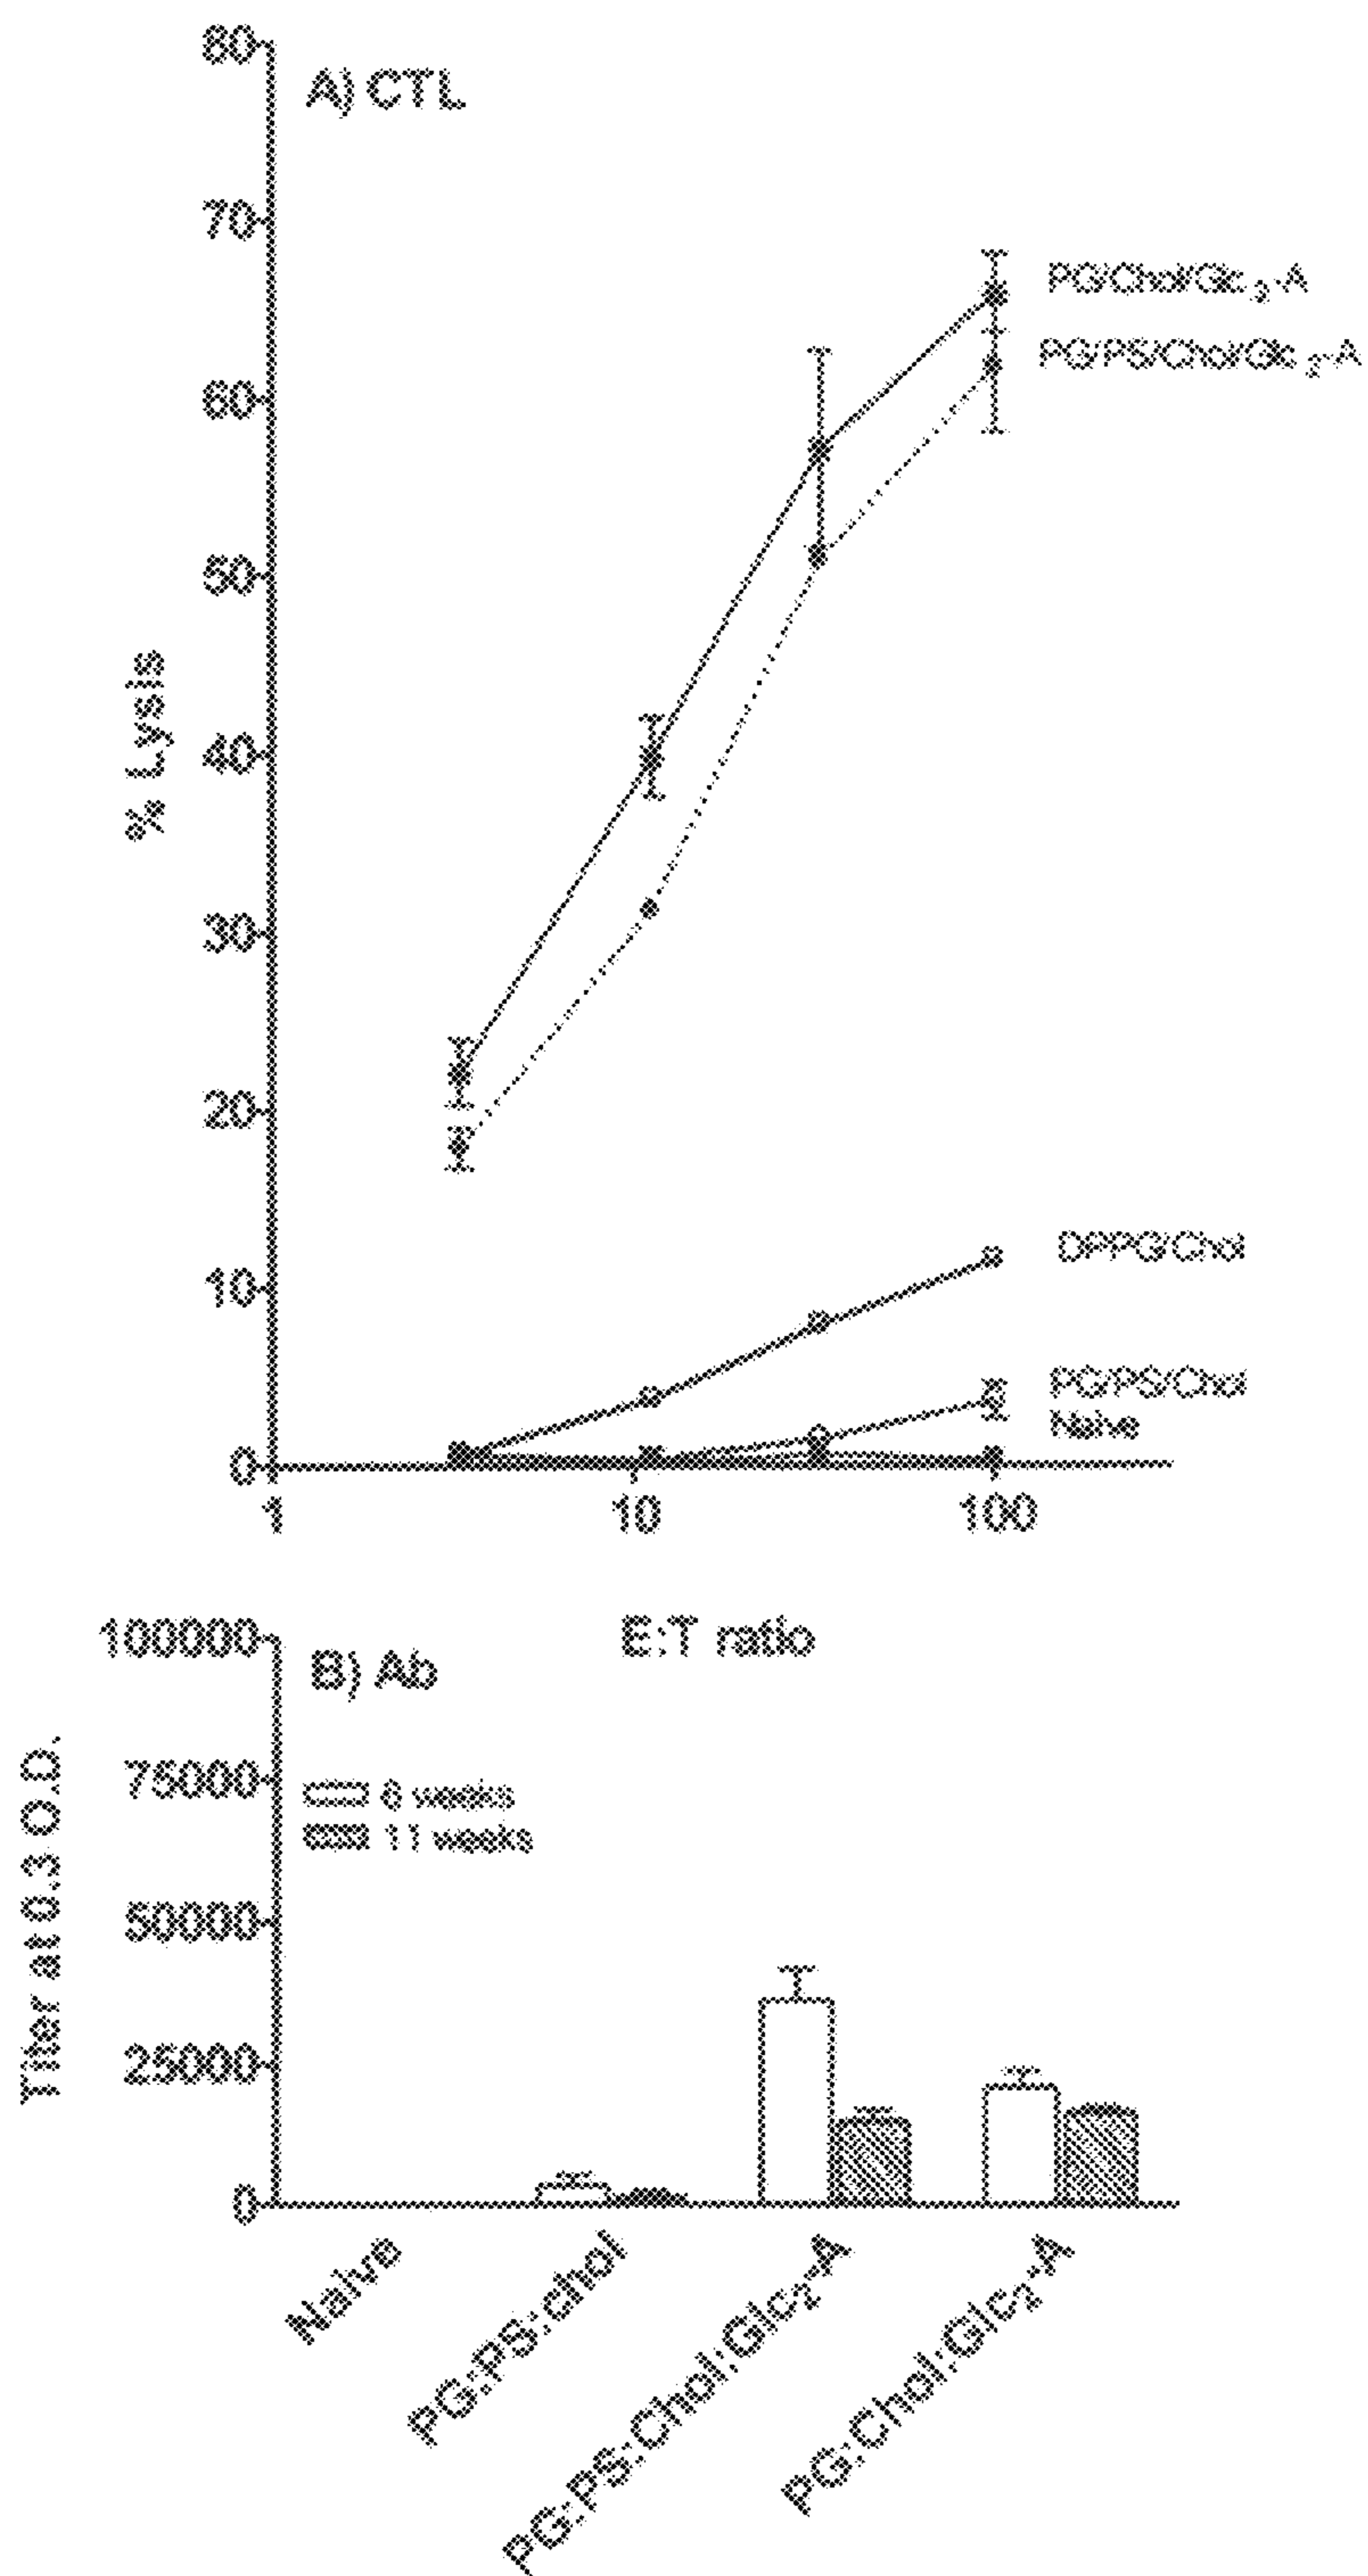 80
A) CTL
70
PG/Chol/Glc2-A
PG/PS/Chol/Glc2-A
60
50
% Lysis
40
30
20
10
DPPG/Chol
PG/PS/Chol
Naive
0
1
10
100
E:T ratio
100000
B) Ab
75000
6 weeks
11 weeks
50000
Titer at 0.3 O.D.
25000
0
Naive
PG:PS:chol
PG:PS:Chol:Glc2-A
PG:Chol:Glc2-A